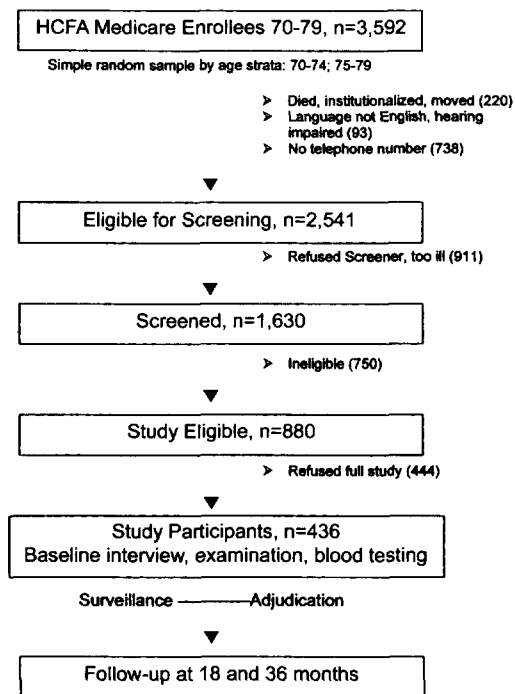 HCFA Medicare Enrollees 70-79, n=3,592
Simple random sample by age strata: 70-74; 75-79
➤ Died, institutionalized, moved (220)
➤ Language not English, hearing
impaired (93)
➤ No telephone number (738)
Eligible for Screening, n=2,541
➤ Refused Screener, too ill (911)
Screened, n=1,630
➤ Ineligible (750)
Study Eligible, n=880
➤ Refused full study (444)
Study Participants, n=436
Baseline interview, examination, blood testing
Surveillance ———Adjudication
Follow-up at 18 and 36 months